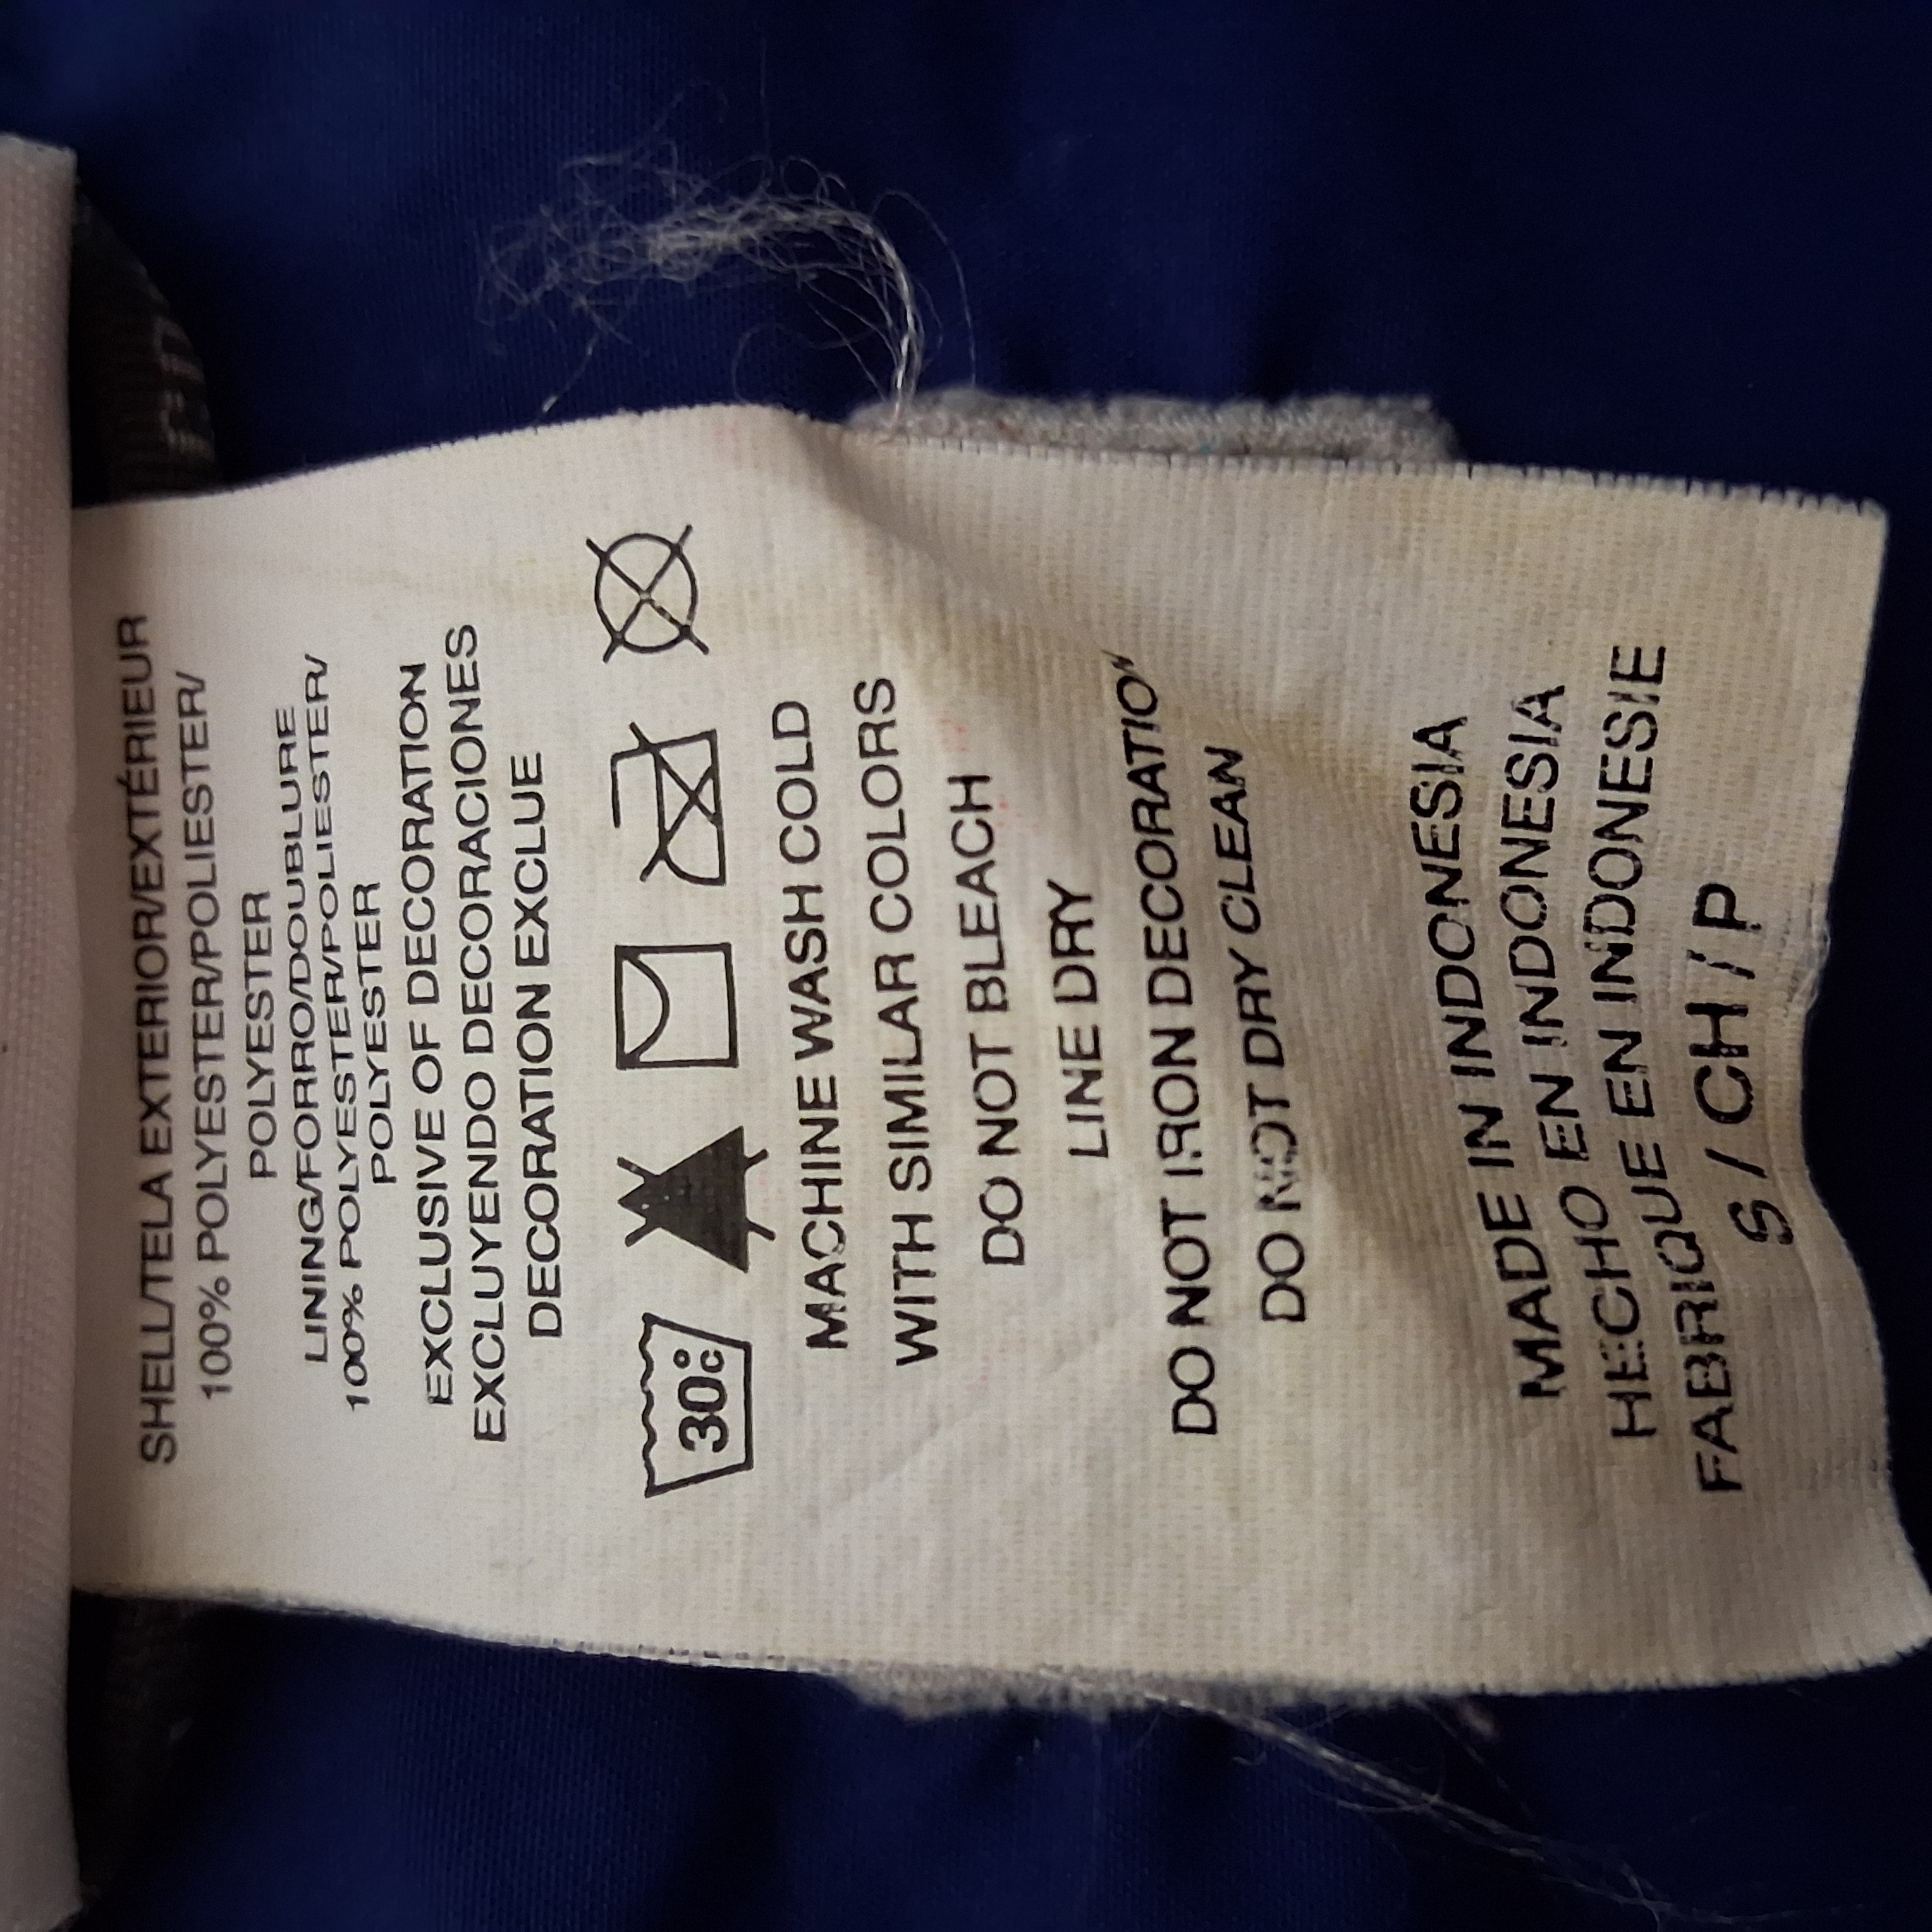 SHELL/TELA EXTERIOR/EXTÉRIEUR
100% POLYESTER/POLIESTER/
POLYESTER
LINING/FORRO/DOUBLURE
100% POLYESTER/POLIESTER/
POLYESTER
EXCLUSIVE OF DECORATION
EXCLUYENDO DECORACIONES
DECORATION EXCLUE
30°C
MACHINE WASH COLD
WITH SIMILAR COLORS
DO NOT BLEACH
LINE DRY
DO NOT IRON DECORATION
DO NOT DRY CLEAN
MADE IN INDONESIA
HECHO EN INDONESIA
FABRIQUE EN INDONESIE
S / CH / P